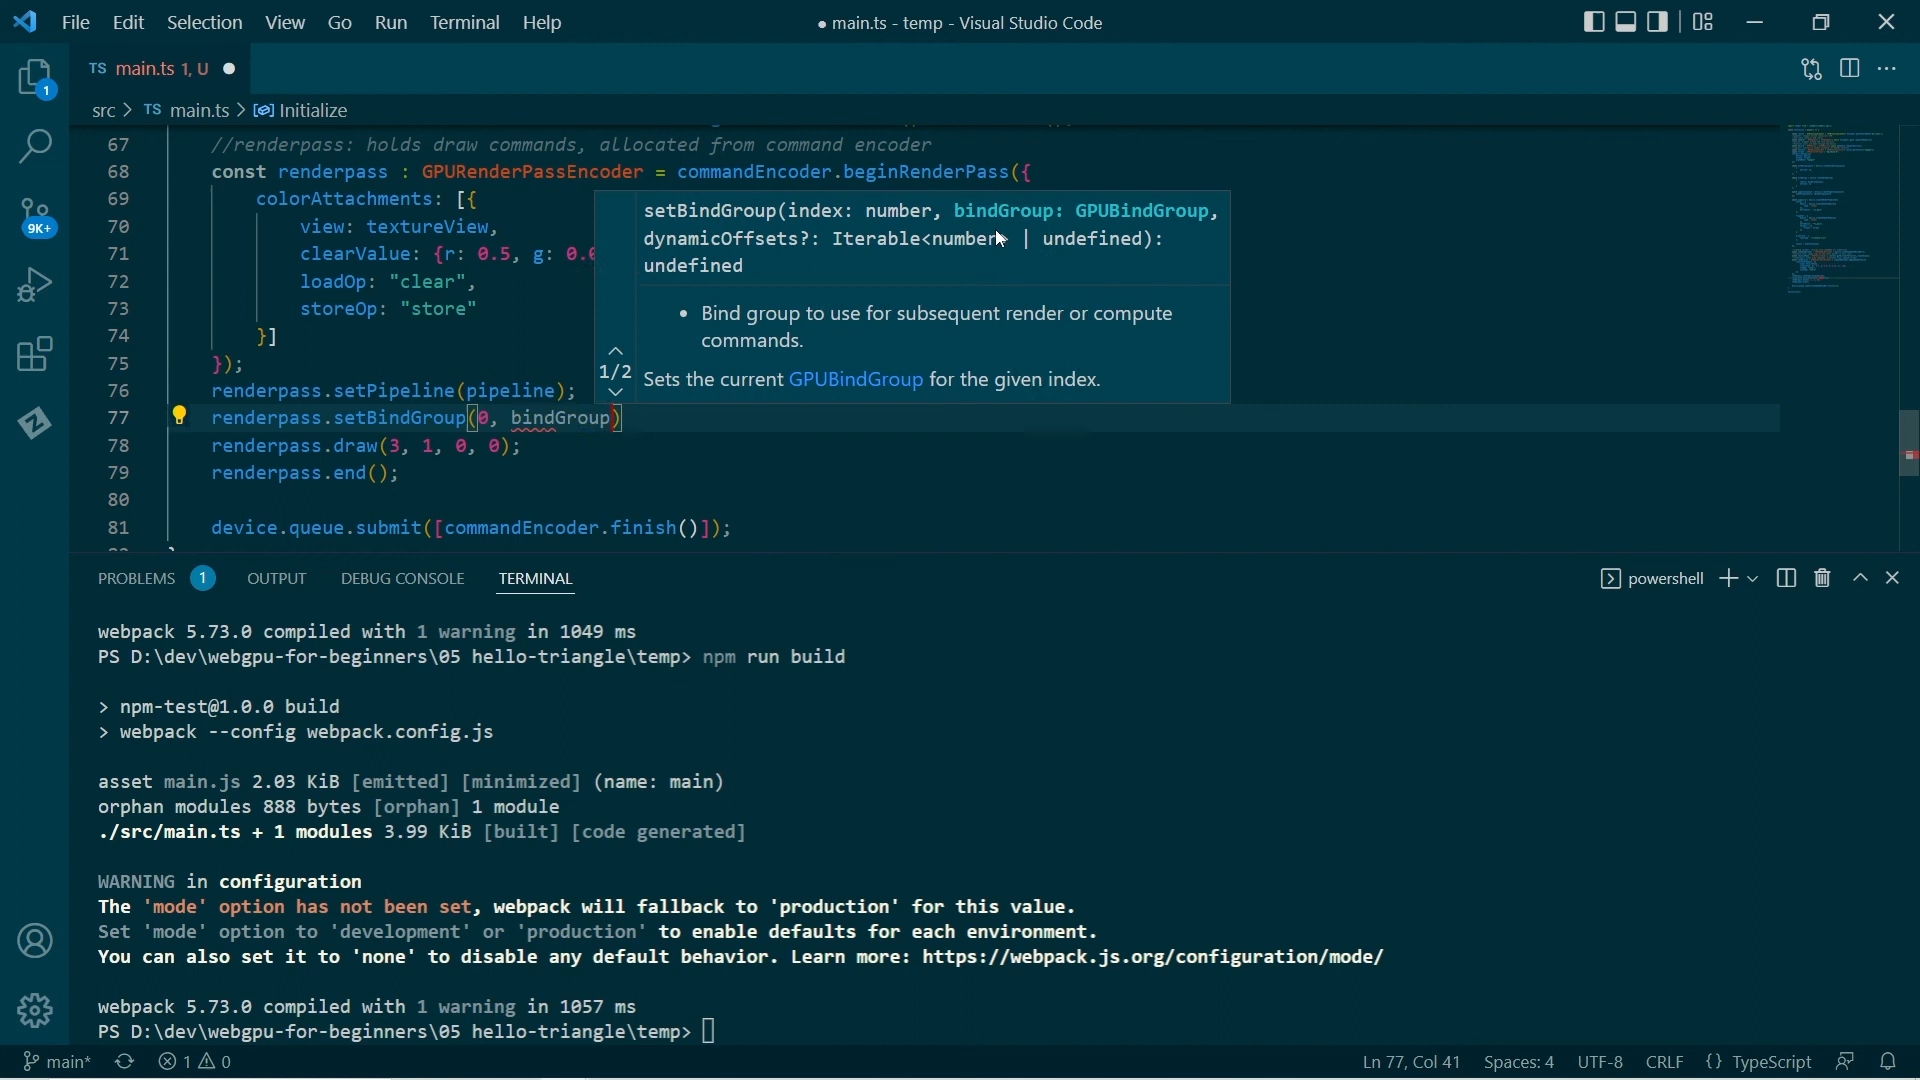 File Edit Selection View Go Run Terminal Help
● main.ts - temp - Visual Studio Code
TS main.ts 1, U ●
src > TS main.ts > Initialize
67 //renderpass: holds draw commands, allocated from command encoder
68 const renderpass : GPURenderPassEncoder = commandEncoder.beginRenderPass({
69 colorAttachments: [{
70 view: textureView,
71 clearValue: {r: 0.5, g: 0.0
72 loadOp: "clear",
73 storeOp: "store"
74 }]
75 });
76 renderpass.setPipeline(pipeline);
77 renderpass.setBindGroup(0, bindGroup)
78 renderpass.draw(3, 1, 0, 0);
79 renderpass.end();
80
81 device.queue.submit([commandEncoder.finish()]);
setBindGroup(index: number, bindGroup: GPUBindGroup,
dynamicOffsets?: Iterable<number> | undefined):
undefined
• Bind group to use for subsequent render or compute
commands.
1/2
Sets the current GPUBindGroup for the given index.
PROBLEMS 1 OUTPUT DEBUG CONSOLE TERMINAL
powershell
webpack 5.73.0 compiled with 1 warning in 1049 ms
PS D:\dev\webgpu-for-beginners\05 hello-triangle\temp> npm run build
> npm-test@1.0.0 build
> webpack --config webpack.config.js
asset main.js 2.03 KiB [emitted] [minimized] (name: main)
orphan modules 888 bytes [orphan] 1 module
./src/main.ts + 1 modules 3.99 KiB [built] [code generated]
WARNING in configuration
The 'mode' option has not been set, webpack will fallback to 'production' for this value.
Set 'mode' option to 'development' or 'production' to enable defaults for each environment.
You can also set it to 'none' to disable any default behavior. Learn more: https://webpack.js.org/configuration/mode/
webpack 5.73.0 compiled with 1 warning in 1057 ms
PS D:\dev\webgpu-for-beginners\05 hello-triangle\temp>
1
9K+
main* 1 0
Ln 77, Col 41 Spaces: 4 UTF-8 CRLF {} TypeScript